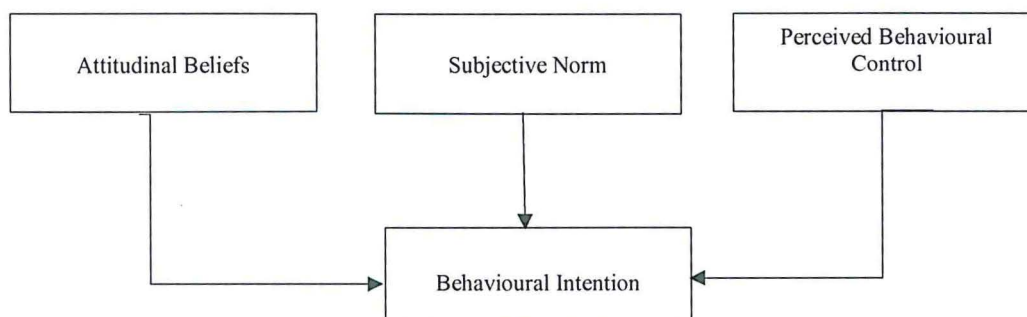 Attitudinal Beliefs
Subjective Norm
Perceived Behavioural
Control
Behavioural Intention